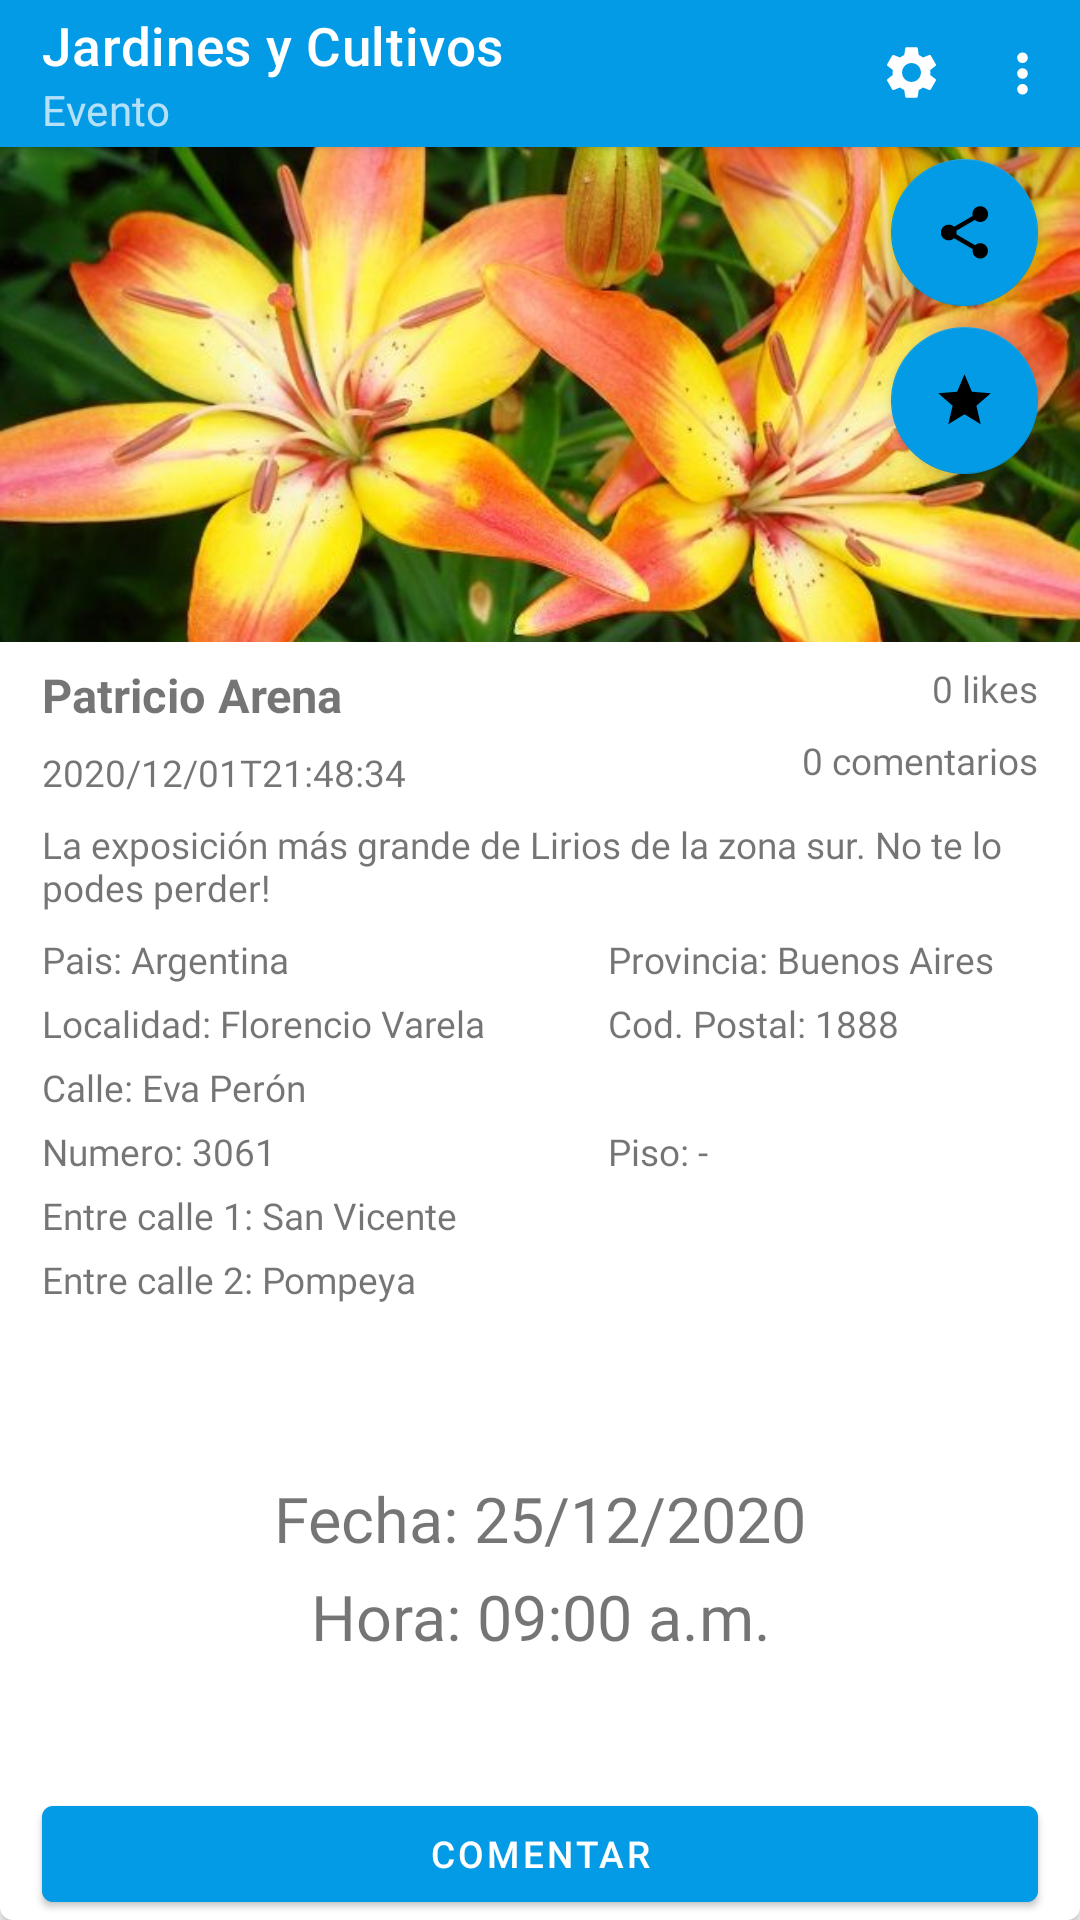 Jardines y Cultivos
Evento
Patricio Arena
0 likes
2020/12/01T21:48:34
0 comentarios
La exposición más grande de Lirios de la zona sur. No te lo
podes perder!
Pais: Argentina
Provincia: Buenos Aires
Localidad: Florencio Varela
Cod. Postal: 1888
Calle: Eva Perón
Numero: 3061
Piso: -
Entre calle 1: San Vicente
Entre calle 2: Pompeya
Fecha: 25/12/2020
Hora: 09:00 a.m.
COMENTAR